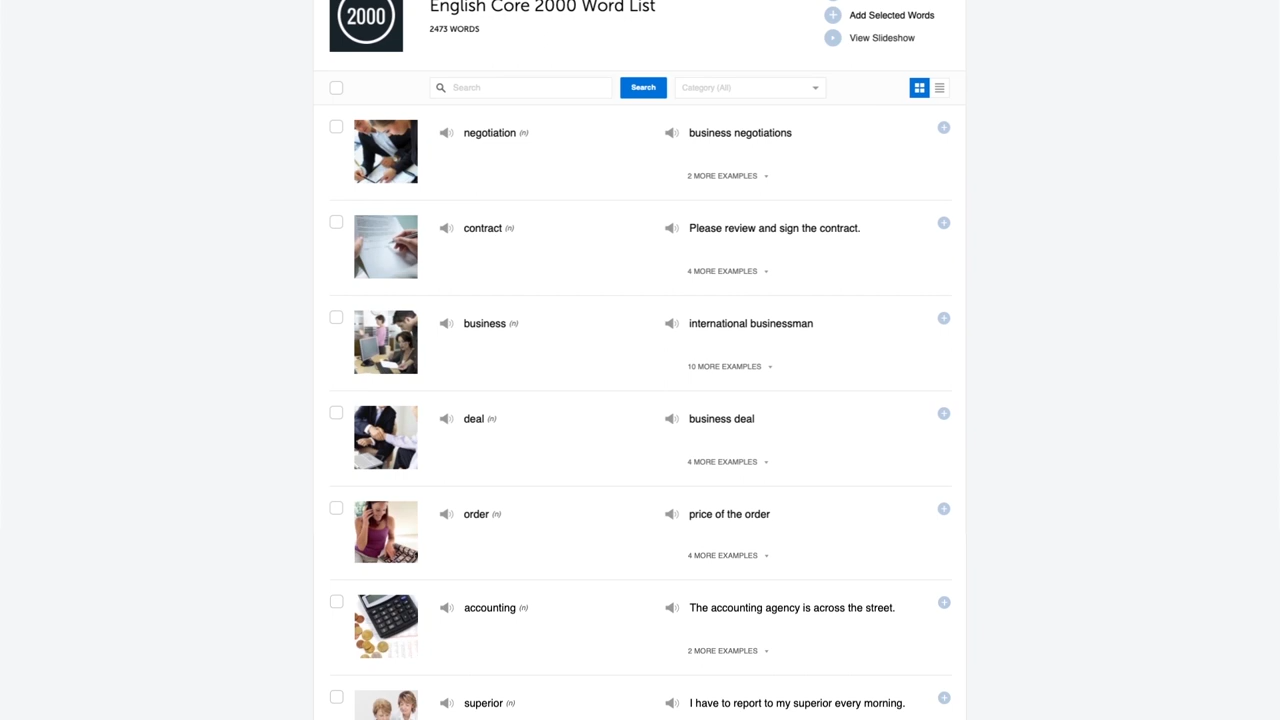 2000
English Core 2000 Word List
2473 WORDS
Add Selected Words
View Slideshow
Search
Search
Category (All)
negotiation (n)
business negotiations
2 MORE EXAMPLES
contract (n)
Please review and sign the contract.
4 MORE EXAMPLES
business (n)
international businessman
10 MORE EXAMPLES
deal (n)
business deal
4 MORE EXAMPLES
order (n)
price of the order
4 MORE EXAMPLES
accounting (n)
The accounting agency is across the street.
2 MORE EXAMPLES
superior (n)
I have to report to my superior every morning.